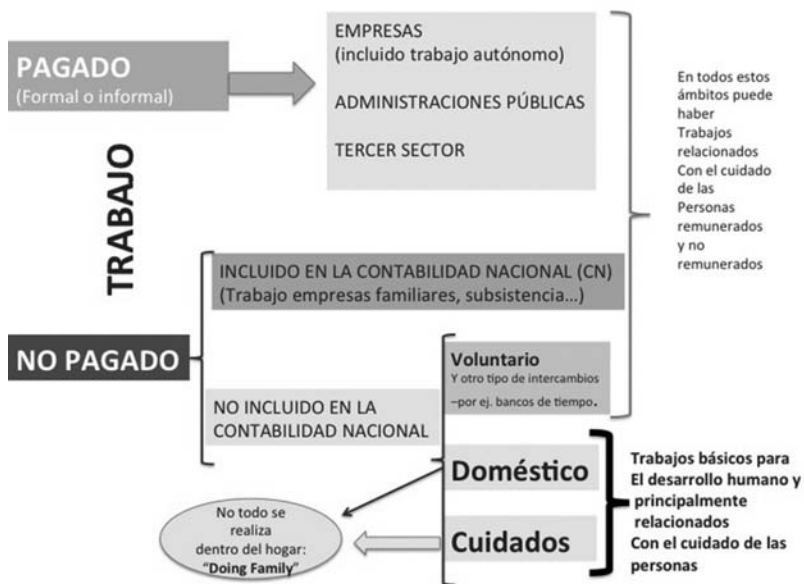 PAGADO
(Formal o informal)
EMPRESAS
(incluido trabajo autónomo)
ADMINISTRACIONES PÚBLICAS
TERCER SECTOR
En todos estos
ámbitos puede
haber
Trabajos
relacionados
Con el cuidado
de las
Personas
remunerados
y no
remunerados
TRABAJO
INCLUIDO EN LA CONTABILIDAD NACIONAL (CN)
(Trabajo empresas familiares, subsistencia...)
NO PAGADO
NO INCLUIDO EN LA
CONTABILIDAD NACIONAL
Voluntario
Y otro tipo de intercambios
–por ej. bancos de tiempo.
Doméstico
Cuidados
Trabajos básicos para
El desarrollo humano y
principalmente
relacionados
Con el cuidado de las
personas
No todo se
realiza
dentro del hogar:
“Doing Family”